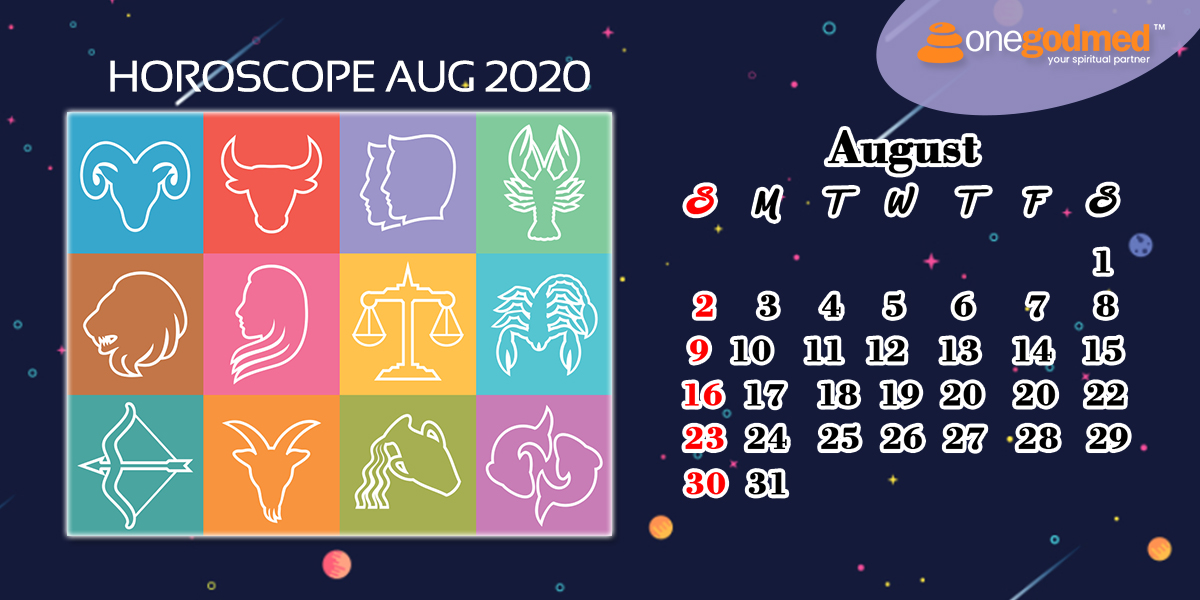 onegodmed™
your spiritual partner
HOROSCOPE AUG 2020
August
S M T W T F S
1
2 3 4 5 6 7 8
9 10 11 12 13 14 15
16 17 18 19 20 20 22
23 24 25 26 27 28 29
30 31